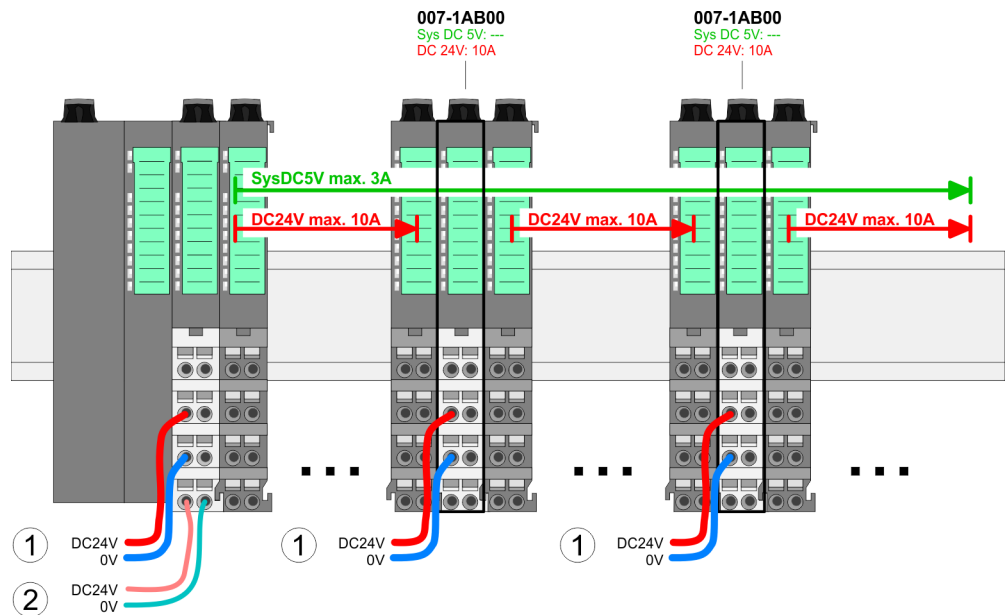 007-1AB00
Sys DC 5V: ---
DC 24V: 10A
007-1AB00
Sys DC 5V: ---
DC 24V: 10A
SysDC5V max. 3A
DC24V max. 10A
DC24V max. 10A
DC24V max. 10A
1
DC24V
0V
1
DC24V
0V
1
DC24V
0V
2
DC24V
0V